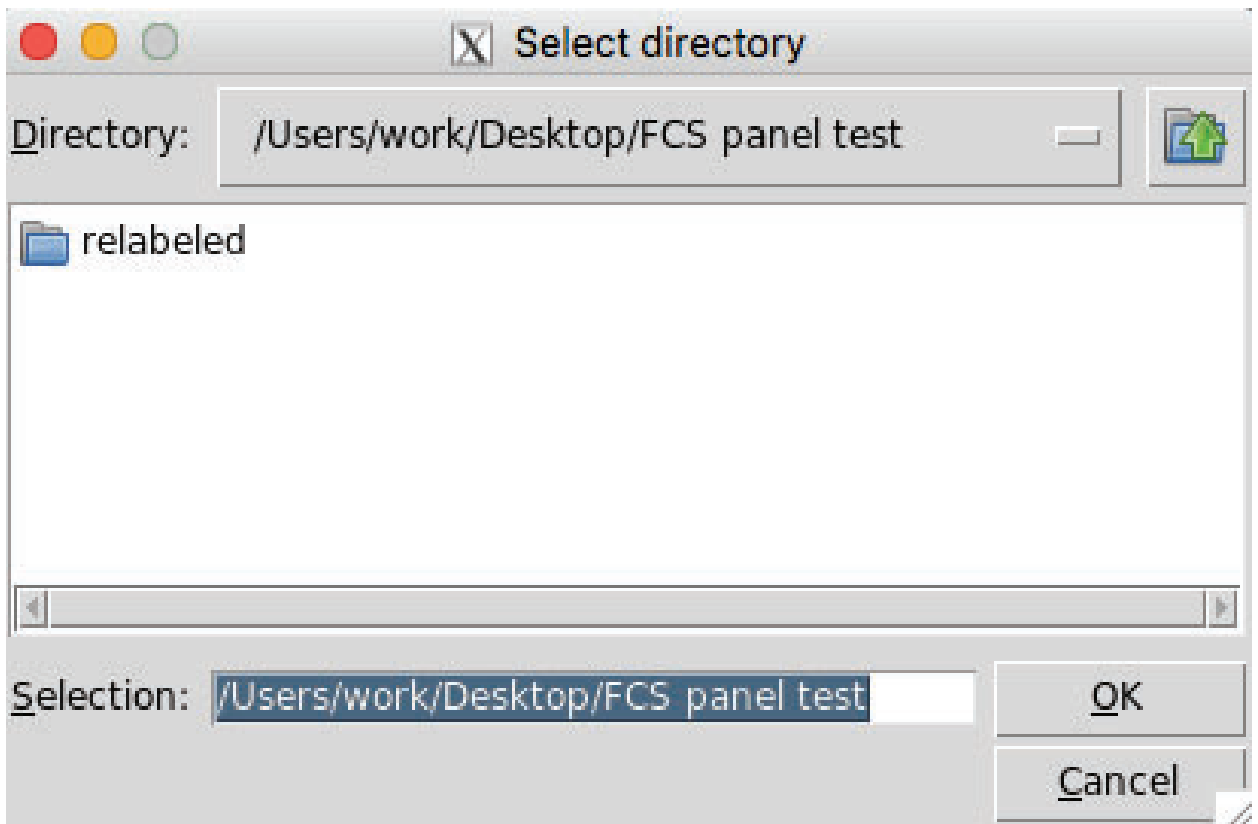 Select directory
Directory: /Users/work/Desktop/FCS panel test
relabeled
Selection: /Users/work/Desktop/FCS panel test OK
Cancel